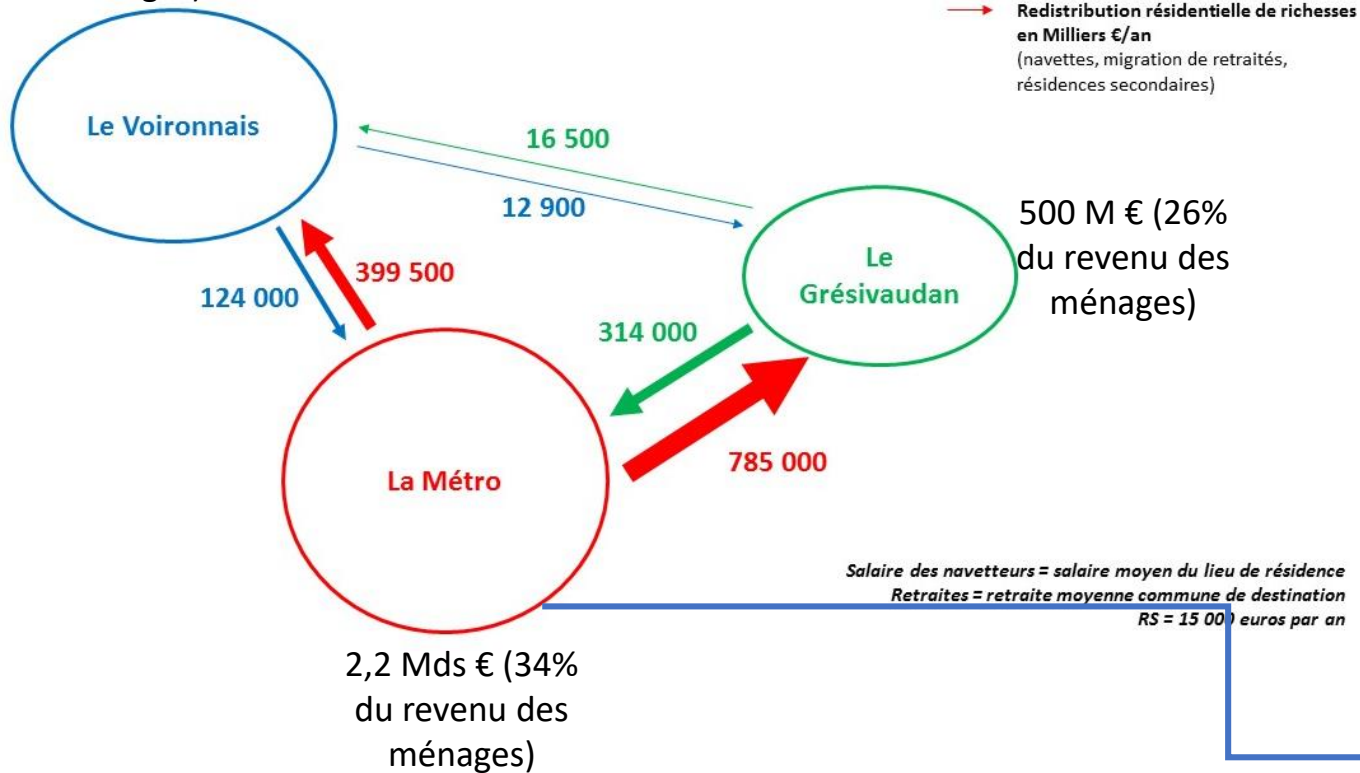 Redistribution résidentielle de richesses
en Milliers €/an
(navettes, migration de retraités,
résidences secondaires)
Le Voironnais
16 500
12 900
500 M € (26%
du revenu des
ménages)
Le
Grésivaudan
399 500
124 000
314 000
785 000
La Métro
Salaire des navetteurs = salaire moyen du lieu de résidence
Retraites = retraite moyenne commune de destination
RS = 15 000 euros par an
2,2 Mds € (34%
du revenu des
ménages)